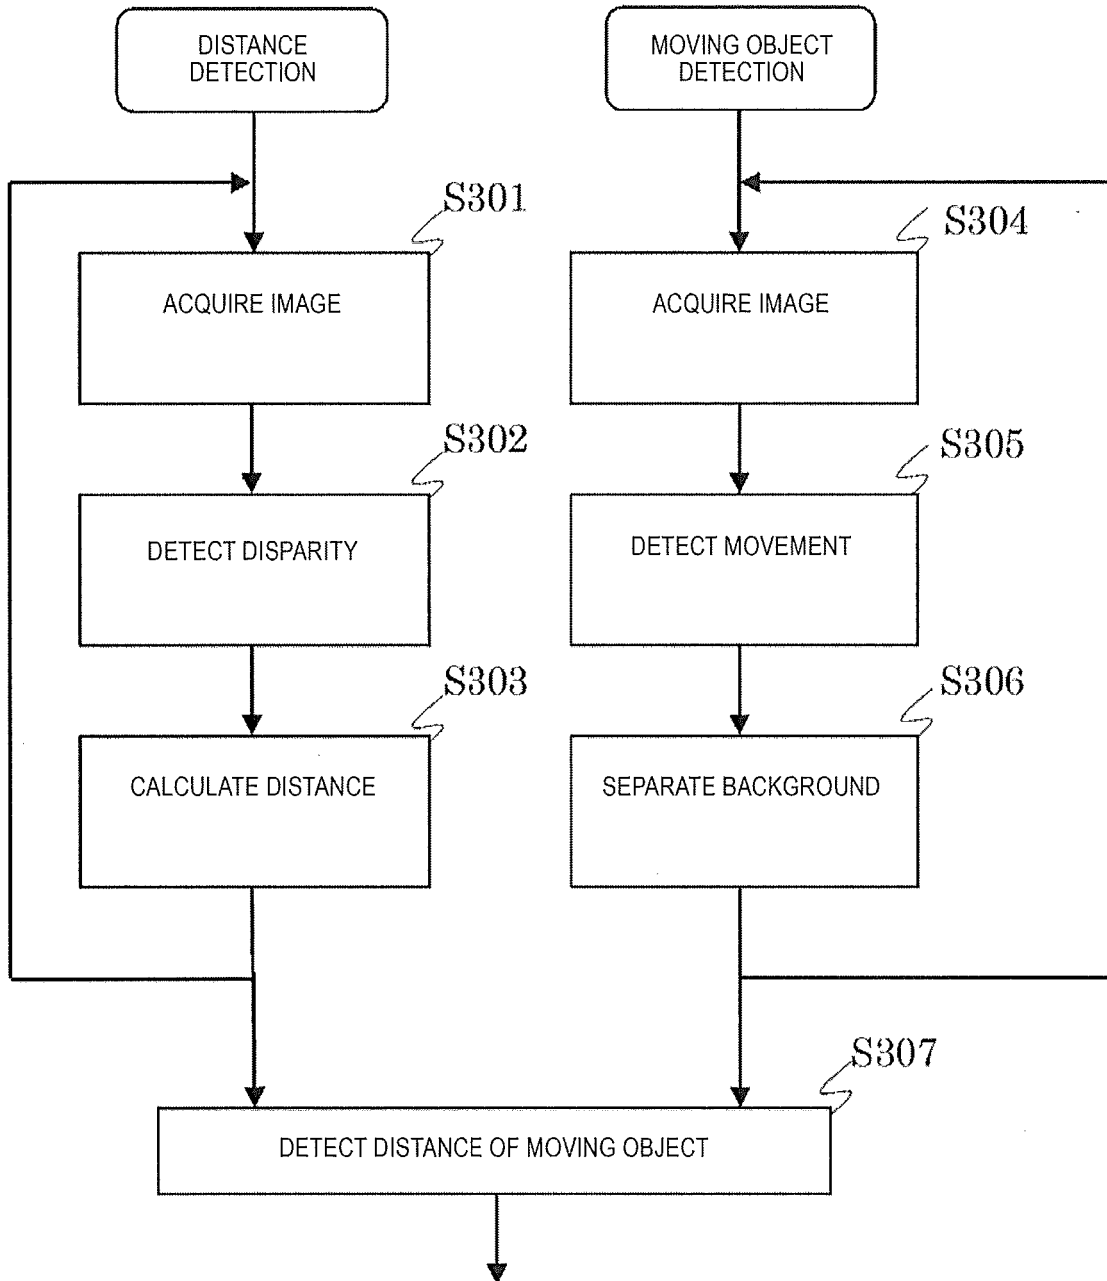 DISTANCE
DETECTION
MOVING OBJECT
DETECTION
S301
ACQUIRE IMAGE
S304
ACQUIRE IMAGE
S302
DETECT DISPARITY
S305
DETECT MOVEMENT
S303
CALCULATE DISTANCE
S306
SEPARATE BACKGROUND
S307
DETECT DISTANCE OF MOVING OBJECT